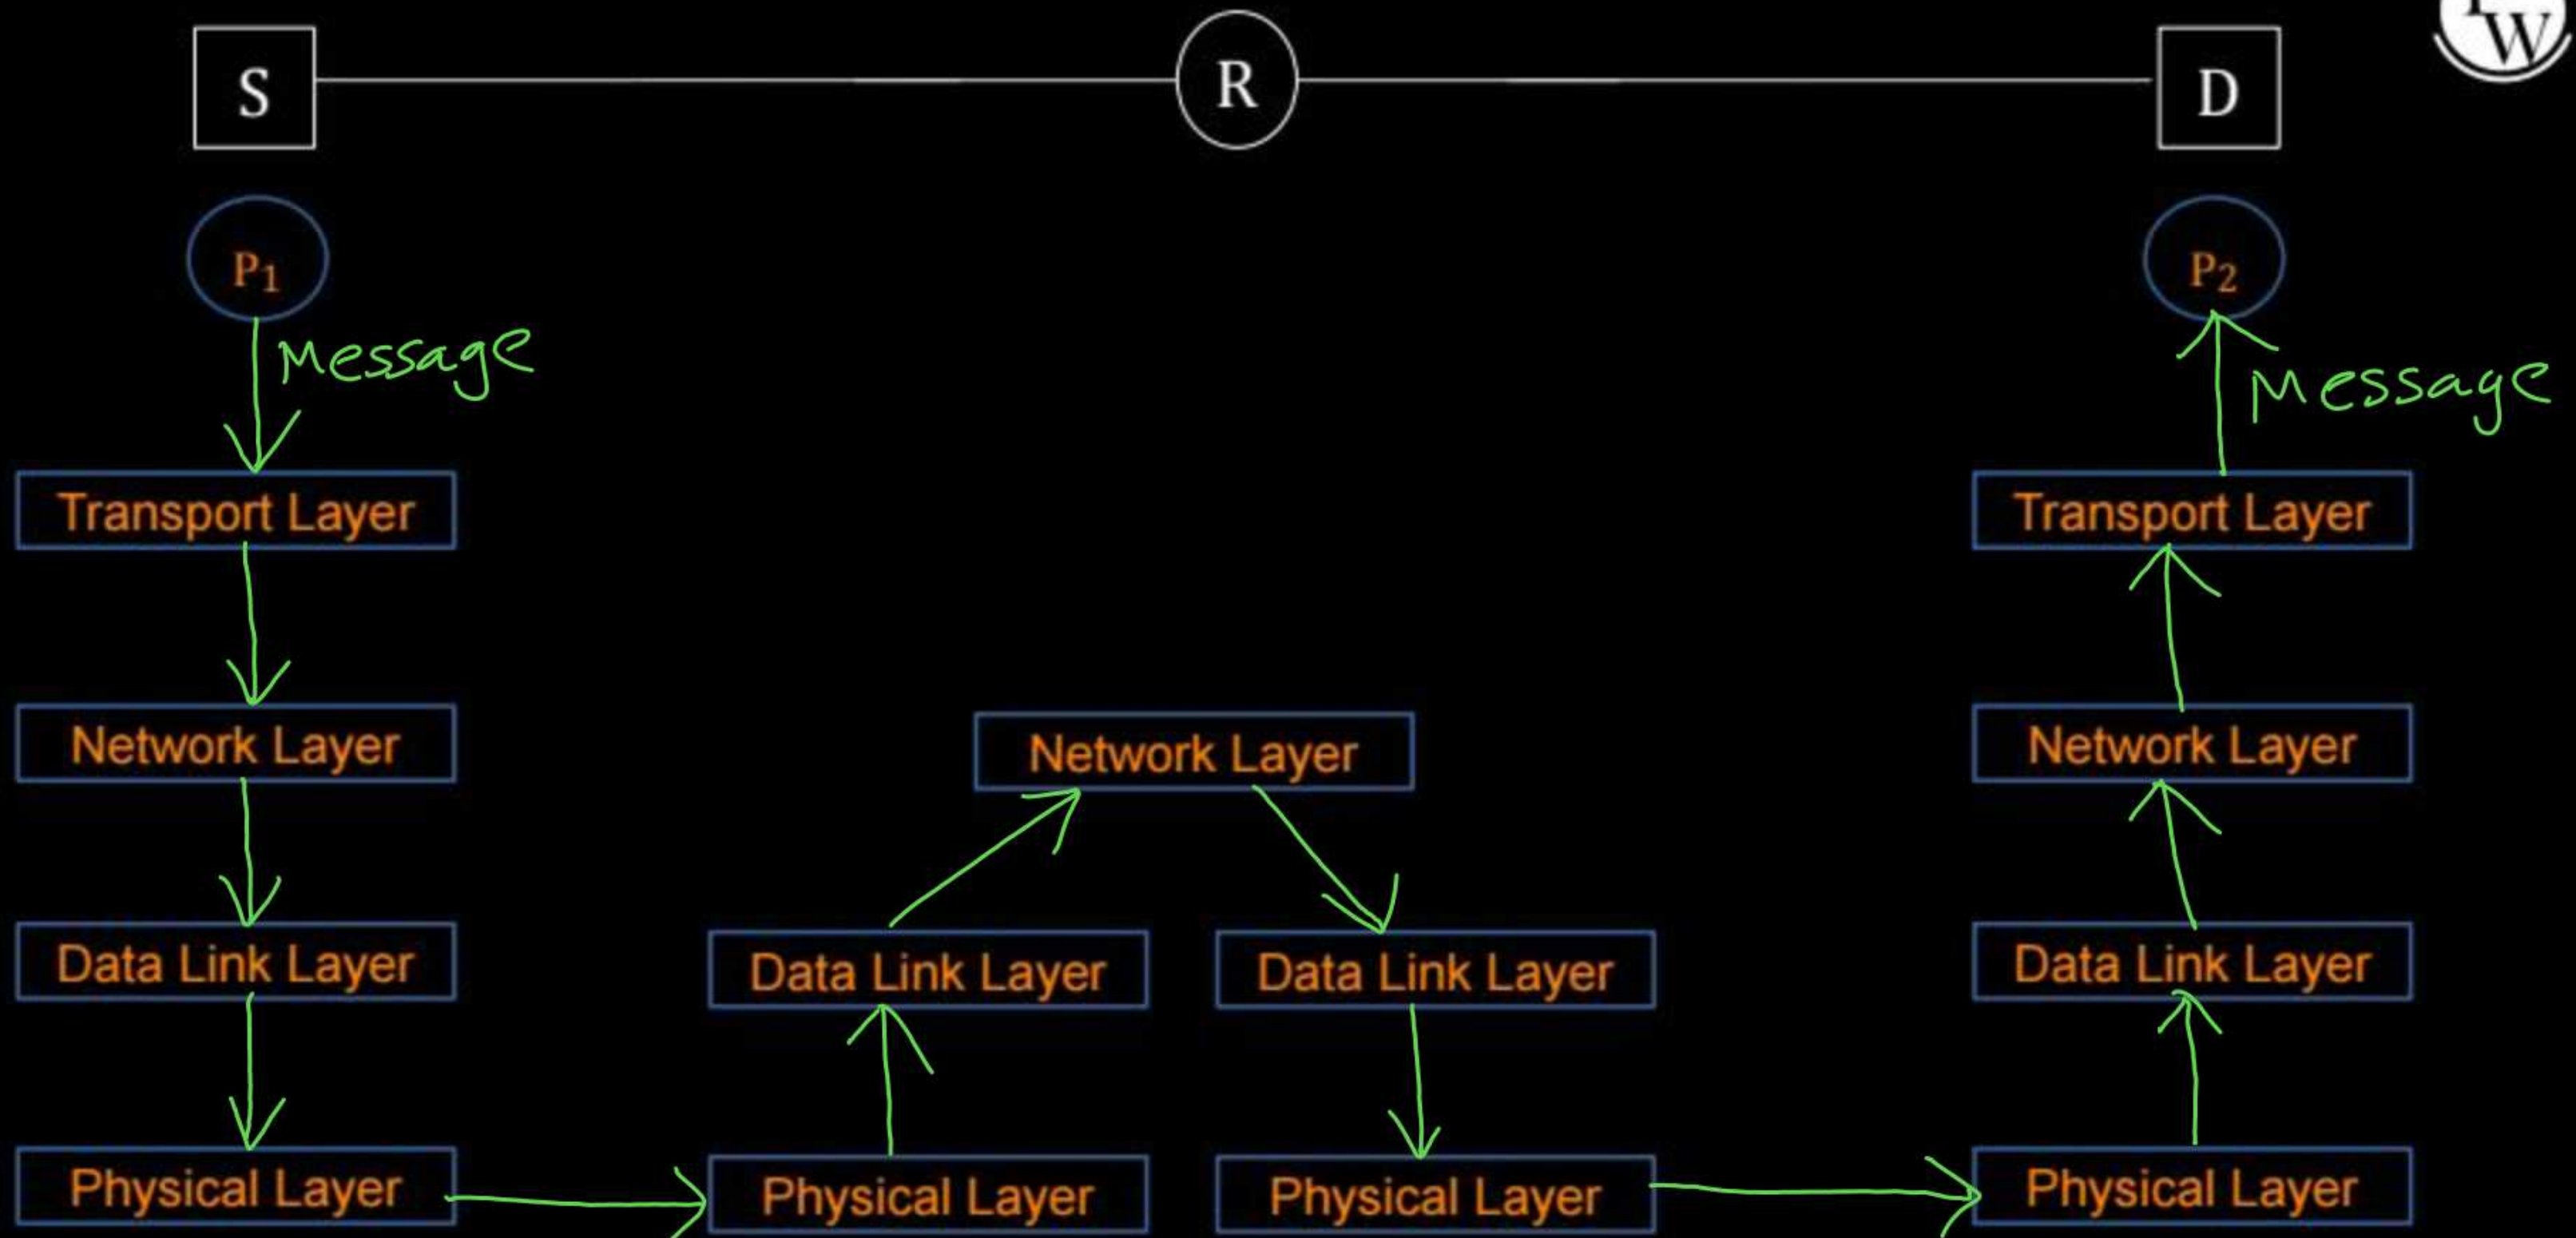 S
R
D
W
P1
P2
Message
Message
Transport Layer
Transport Layer
Network Layer
Network Layer
Network Layer
Data Link Layer
Data Link Layer
Data Link Layer
Data Link Layer
Physical Layer
Physical Layer
Physical Layer
Physical Layer